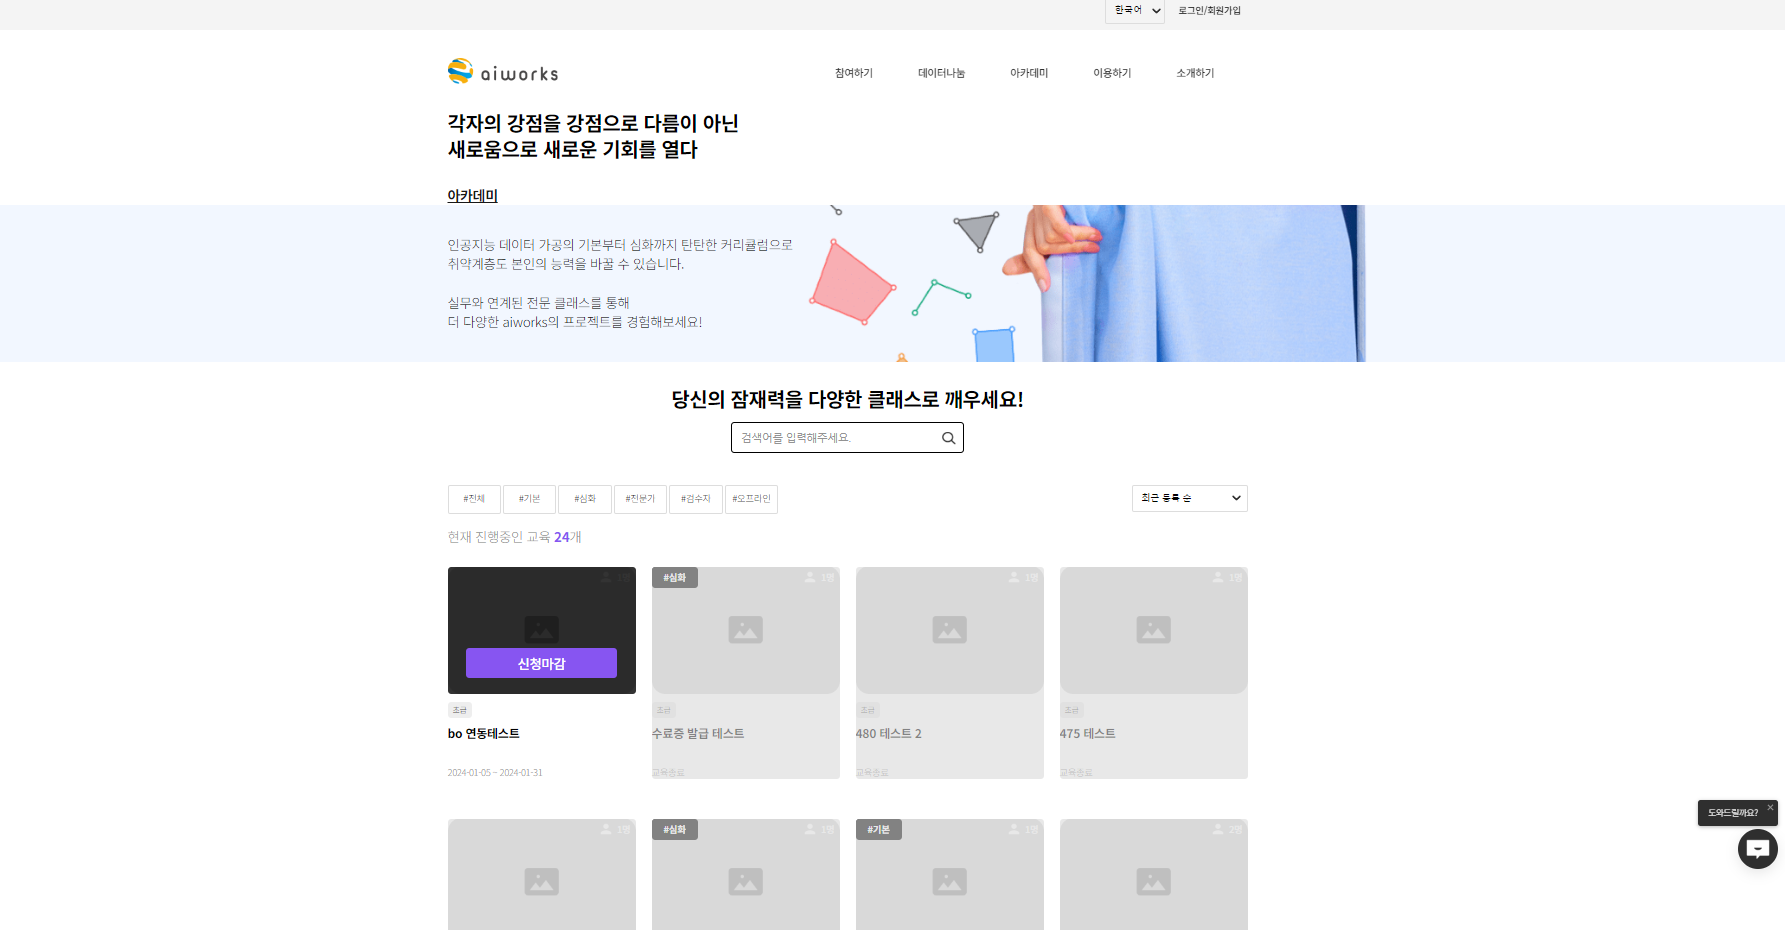 한국어
로그인/회원가입
aiworks
참여하기
데이터나눔
아카데미
이용하기
소개하기
각자의 강점을 강점으로 다름이 아닌
새로움으로 새로운 기회를 열다
아카데미
인공지능 데이터 가공의 기본부터 심화까지 탄탄한 커리큘럼으로
취약계층도 본인의 능력을 바꿀 수 있습니다.
실무와 연계된 전문 클래스를 통해
더 다양한 aiworks의 프로젝트를 경험해보세요!
당신의 잠재력을 다양한 클래스로 깨우세요!
검색어를 입력해주세요.
#전체
#기본
#심화
#전문가
#검수자
#오프라인
최근 등록 순
현재 진행중인 교육 24개
1명
신청마감
초급
bo 연동테스트
2024-01-05 ~ 2024-01-31
#심화
1명
초급
수료증 발급 테스트
교육종료
1명
초급
480 테스트 2
교육종료
1명
초급
475 테스트
교육종료
1명
#심화
1명
#기본
1명
2명
도와드릴까요?